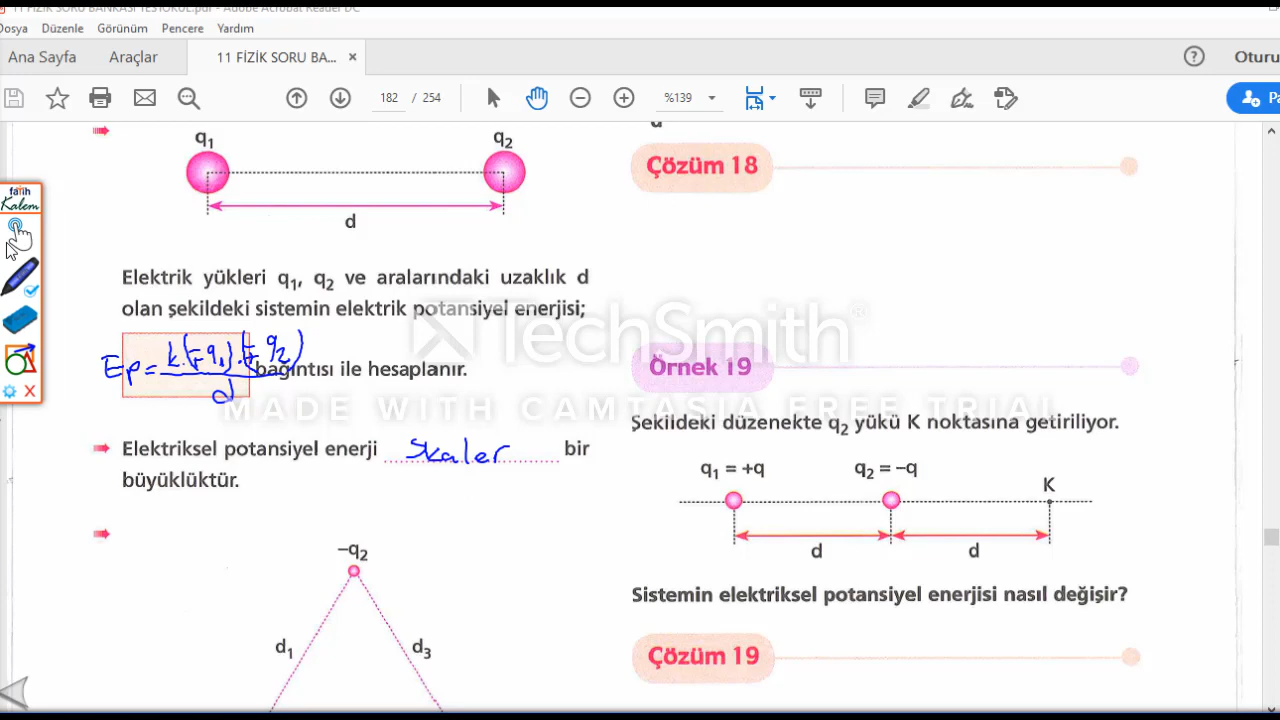 11 FİZİK SORU BANKASI TESTOKUL.pdf - Adobe Acrobat Reader DC
Dosya Düzenle Görünüm Pencere Yardım
Ana Sayfa Araçlar 11 FİZİK SORU BA... × ? Oturu
182 / 254 %139
fatih
Kalem
q1 q2
d
Elektrik yükleri q1, q2 ve aralarındaki uzaklık d
olan şekildeki sistemin elektrik potansiyel enerjisi;
Ep = k.(∓q1).(∓q2)
d
bağıntısı ile hesaplanır.
Elektriksel potansiyel enerji skaler bir
büyüklüktür.
–q2
d1 d3
Çözüm 18
Örnek 19
Şekildeki düzenekte q2 yükü K noktasına getiriliyor.
q1 = +q q2 = –q K
d d
Sistemin elektriksel potansiyel enerjisi nasıl değişir?
Çözüm 19
TechSmith
MADE WITH CAMTASIA FREE TRIAL